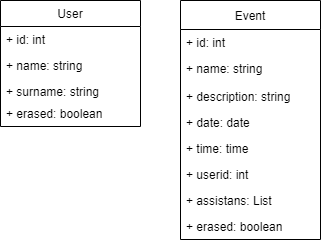 User
+ id: int
+ name: string
+ surname: string
+ erased: boolean
Event
+ id: int
+ name: string
+ description: string
+ date: date
+ time: time
+ userid: int
+ assistans: List
+ erased: boolean